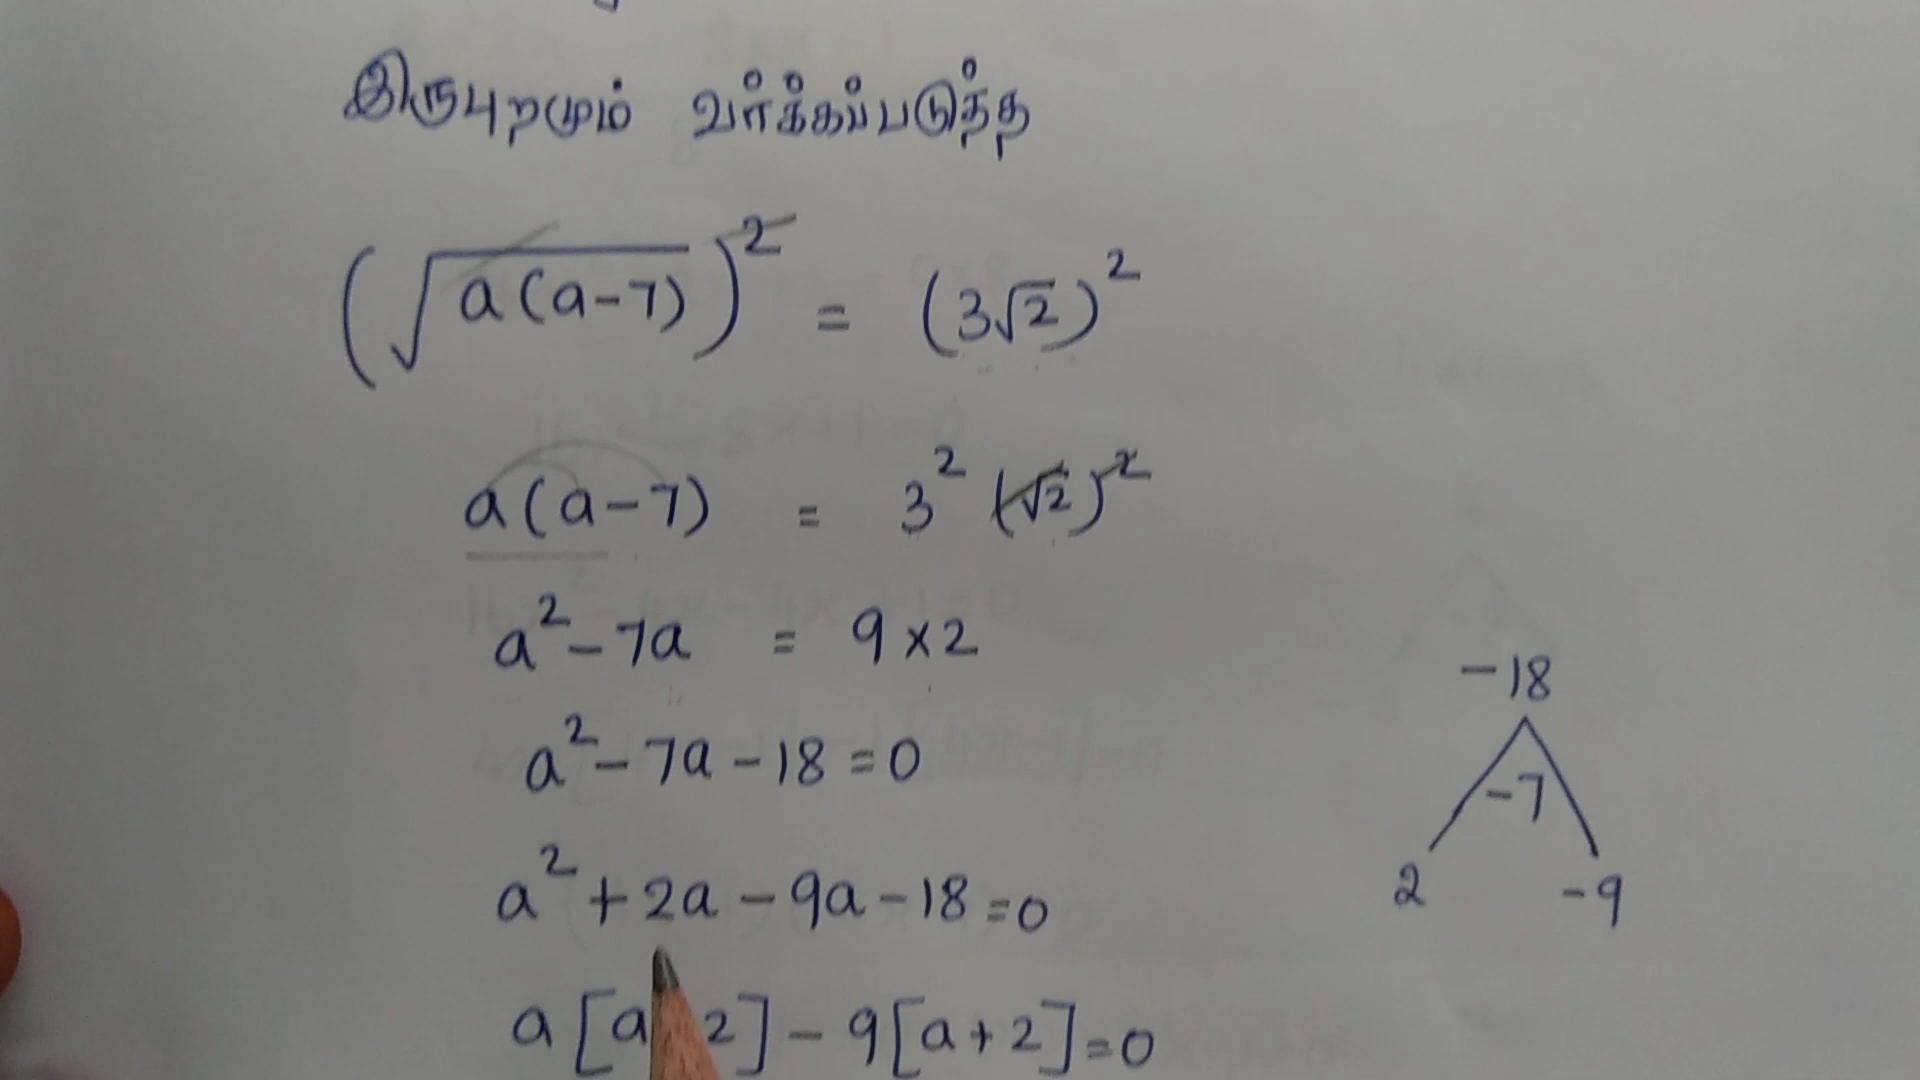 இருபுறமும் வர்க்கப்படுத்த
(√a(a-7))² = (3√2)²
a(a-7) = 3² (√2)²
a² - 7a = 9 × 2
a² - 7a - 18 = 0
-18
-7
2 -9
a² + 2a - 9a - 18 = 0
a[a 2] - 9[a+2] = 0